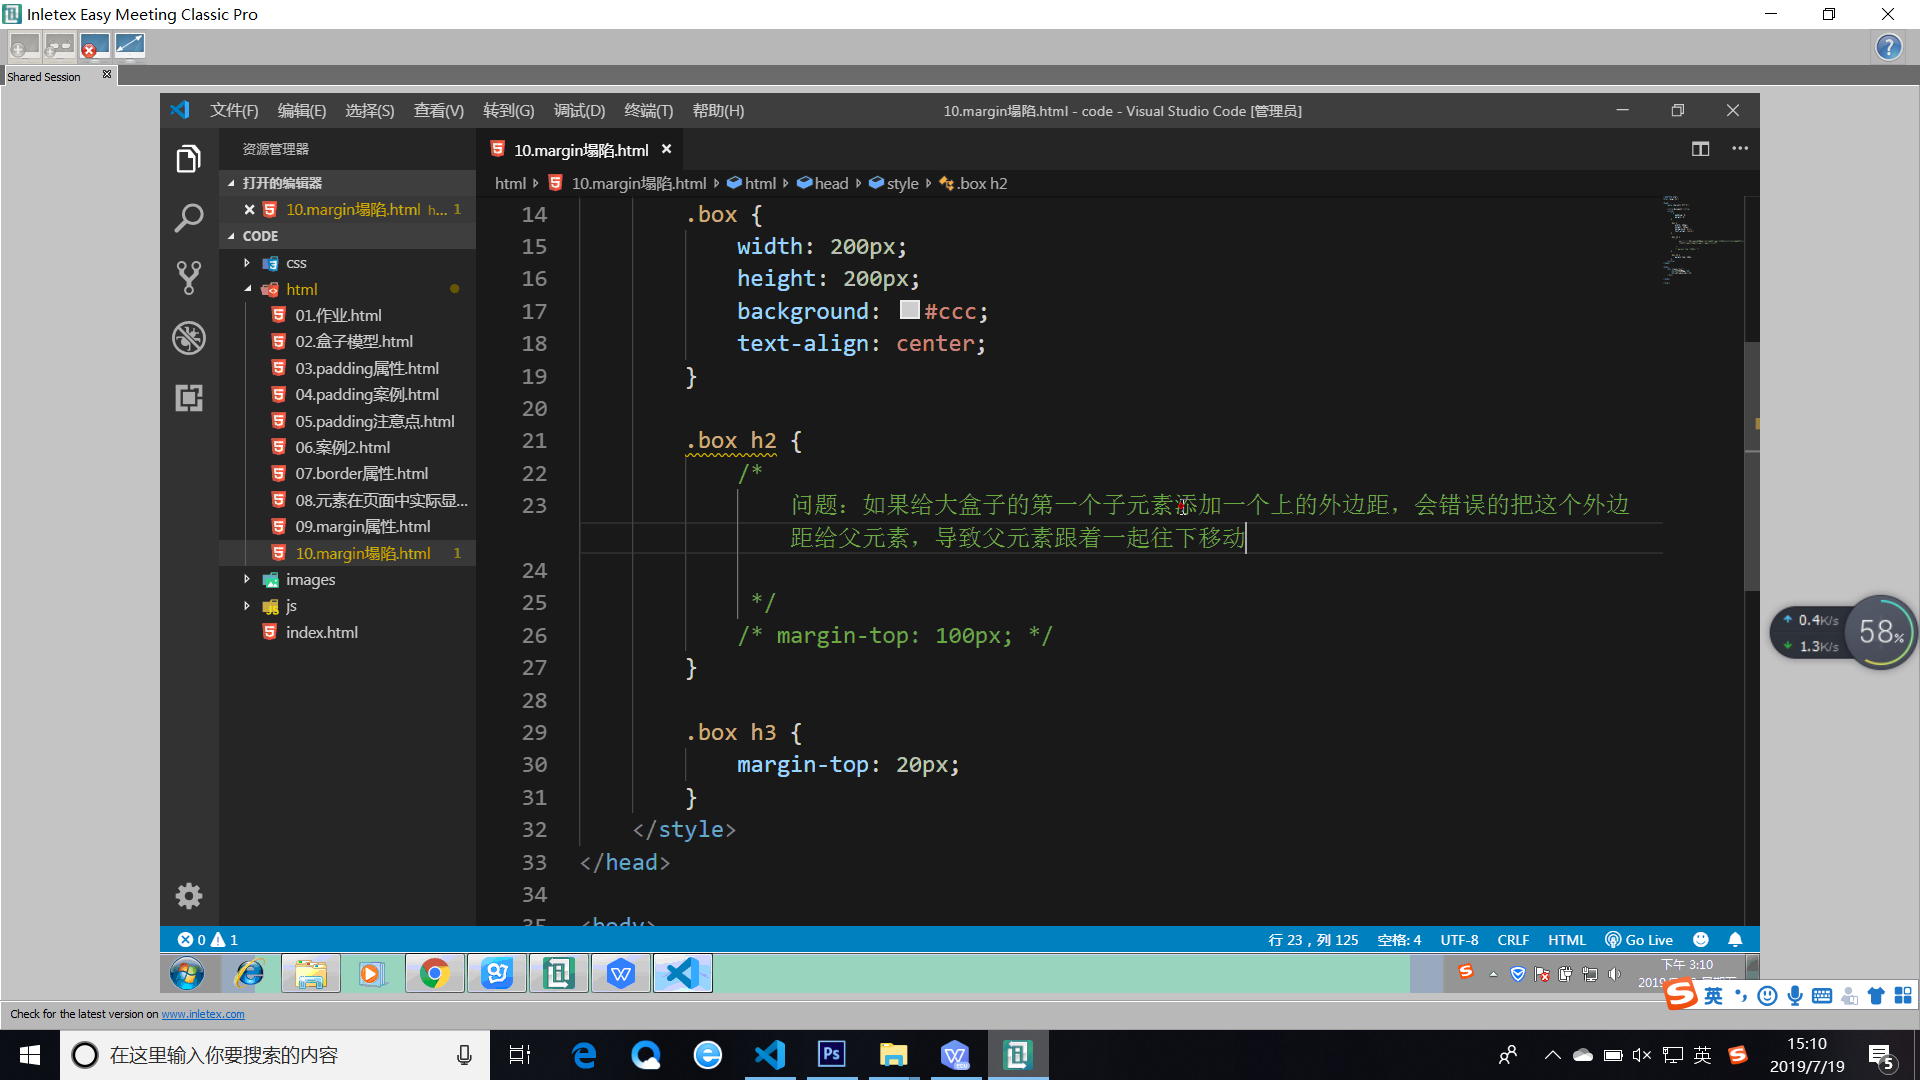 Inletex Easy Meeting Classic Pro
Shared Session
文件(F) 编辑(E) 选择(S) 查看(V) 转到(G) 调试(D) 终端(T) 帮助(H) 10.margin塌陷.html - code - Visual Studio Code [管理员]
资源管理器
10.margin塌陷.html
打开的编辑器
html 10.margin塌陷.html html head style .box h2
10.margin塌陷.html h... 1
CODE
css
html
01.作业.html
02.盒子模型.html
03.padding属性.html
04.padding案例.html
05.padding注意点.html
06.案例2.html
07.border属性.html
08.元素在页面中实际显...
09.margin属性.html
10.margin塌陷.html 1
images
js
index.html
14 .box {
15 width: 200px;
16 height: 200px;
17 background: #ccc;
18 text-align: center;
19 }
20
21 .box h2 {
22 /*
23 问题：如果给大盒子的第一个子元素添加一个上的外边距，会错误的把这个外边
距给父元素，导致父元素跟着一起往下移动
24
25 */
26 /* margin-top: 100px; */
27 }
28
29 .box h3 {
30 margin-top: 20px;
31 }
32 </style>
33 </head>
34
35 <body>
0 1 行 23，列 125 空格: 4 UTF-8 CRLF HTML Go Live
下午 3:10
0.4K/s
1.3K/s
58%
英
Check for the latest version on www.inletex.com
在这里输入你要搜索的内容
Ps
英
15:10
2019/7/19
5